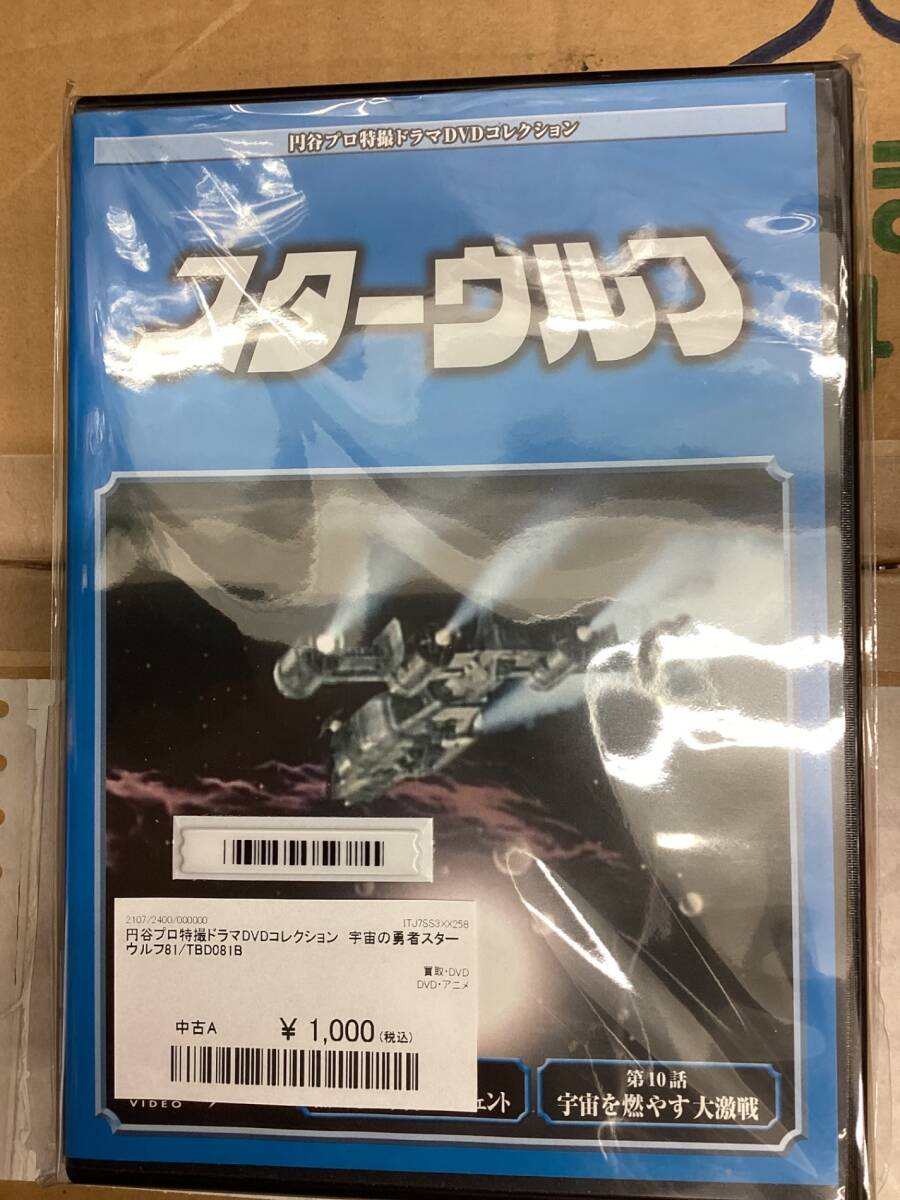 円谷プロ特撮ドラマDVDコレクション
スターウルフ
2107/2400/000000
ITJ7SS3XX258
円谷プロ特撮ドラマDVDコレクション 宇宙の勇者スター
ウルフ81/TBD081B
買取・DVD
DVD・アニメ
中古A ¥ 1,000(税込)
VIDEO
ェント
第10話
宇宙を燃やす大激戦